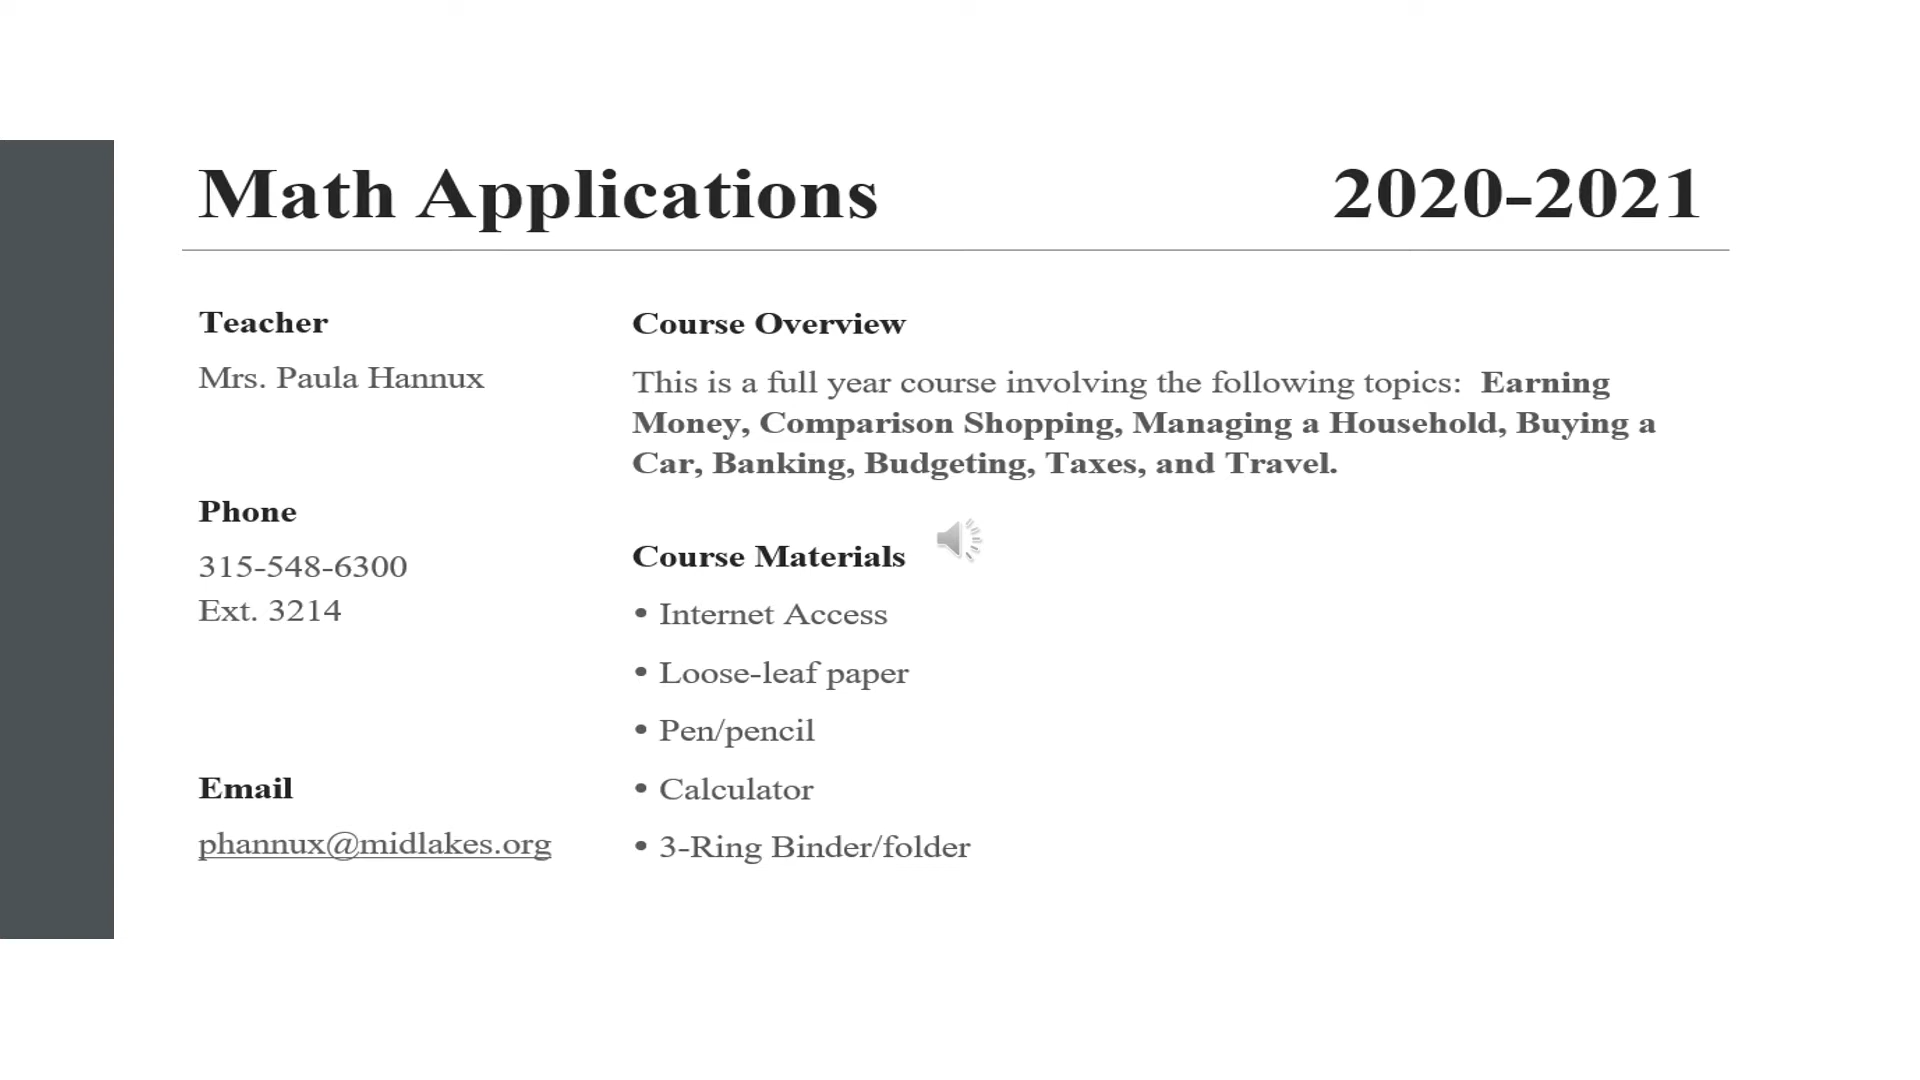 Math Applications 2020-2021
Teacher
Mrs. Paula Hannux
Phone
315-548-6300
Ext. 3214
Email
phannux@midlakes.org
Course Overview
This is a full year course involving the following topics:  Earning
Money, Comparison Shopping, Managing a Household, Buying a
Car, Banking, Budgeting, Taxes, and Travel.
Course Materials
• Internet Access
• Loose-leaf paper
• Pen/pencil
• Calculator
• 3-Ring Binder/folder